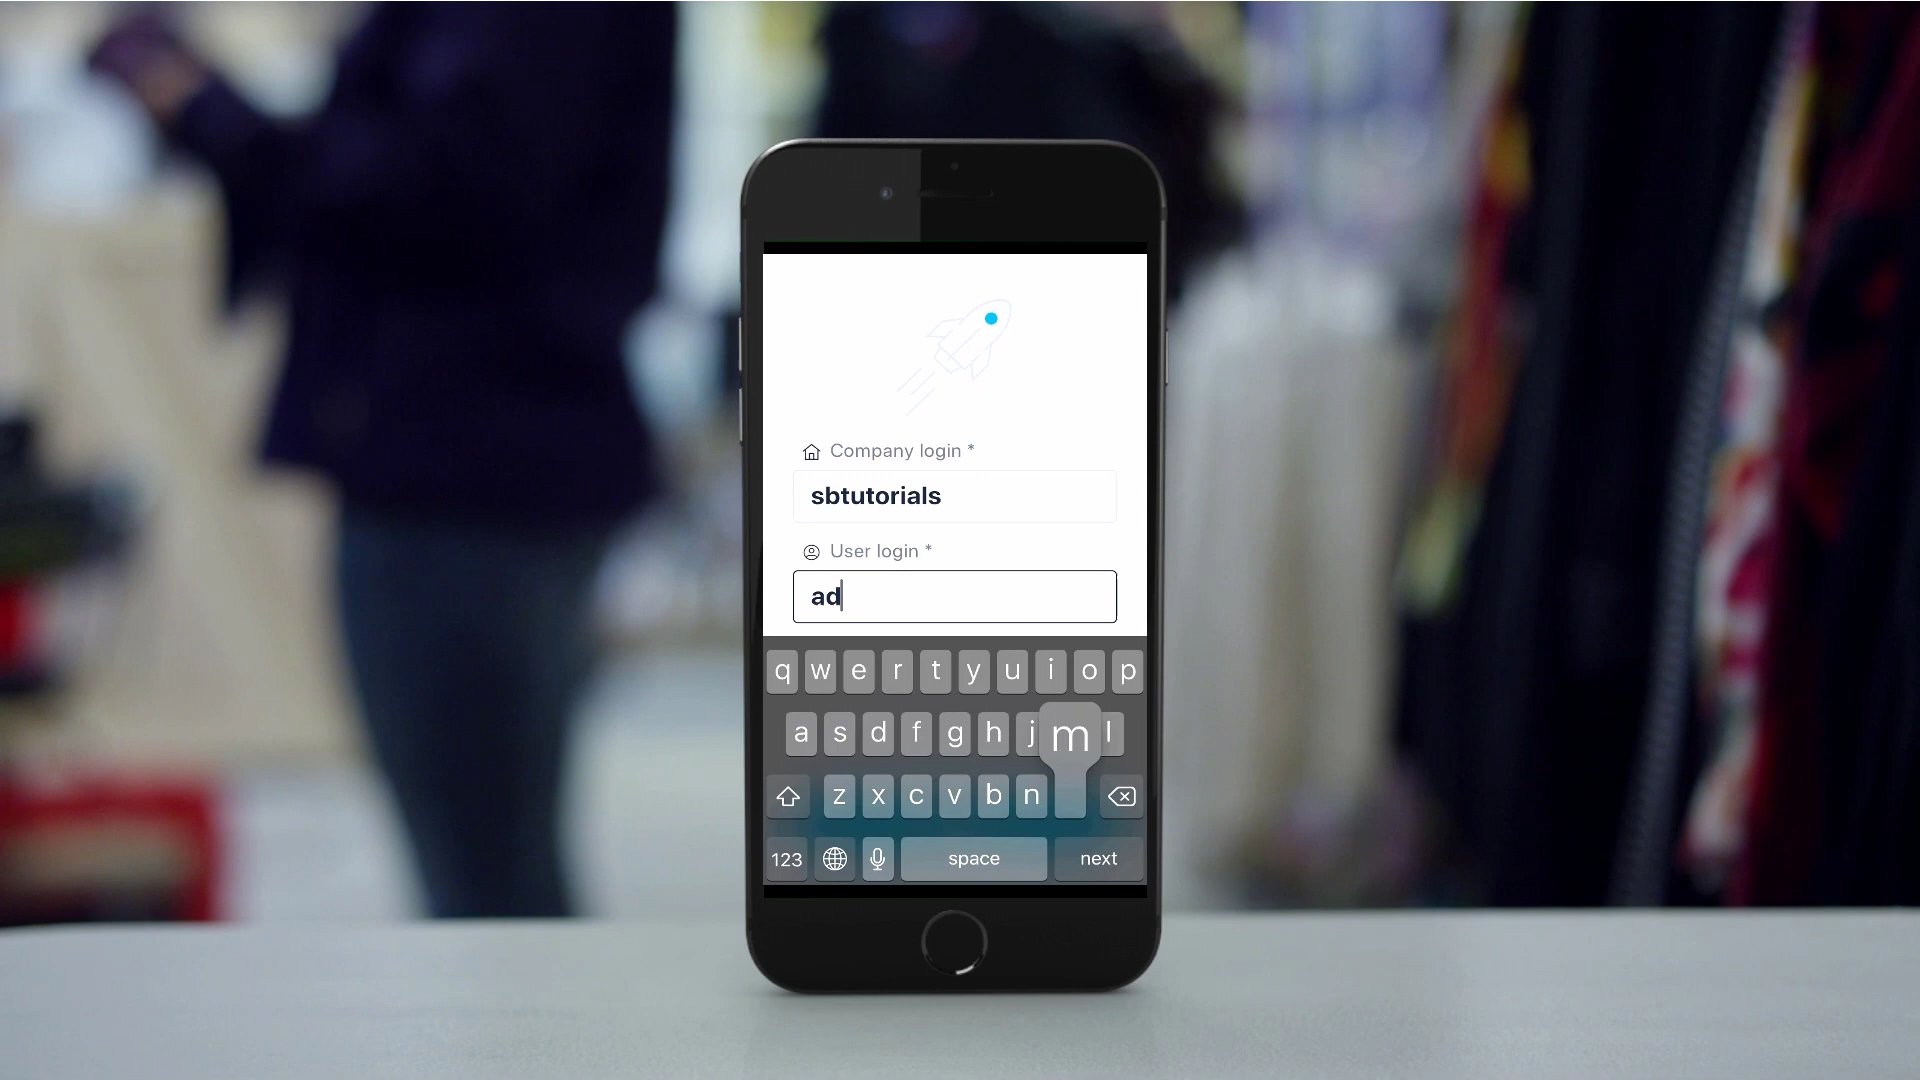 Company login *
sbtutorials
User login *
ad
q w e r t y u i o p
a s d f g h j m l
z x c v b n
123 space next